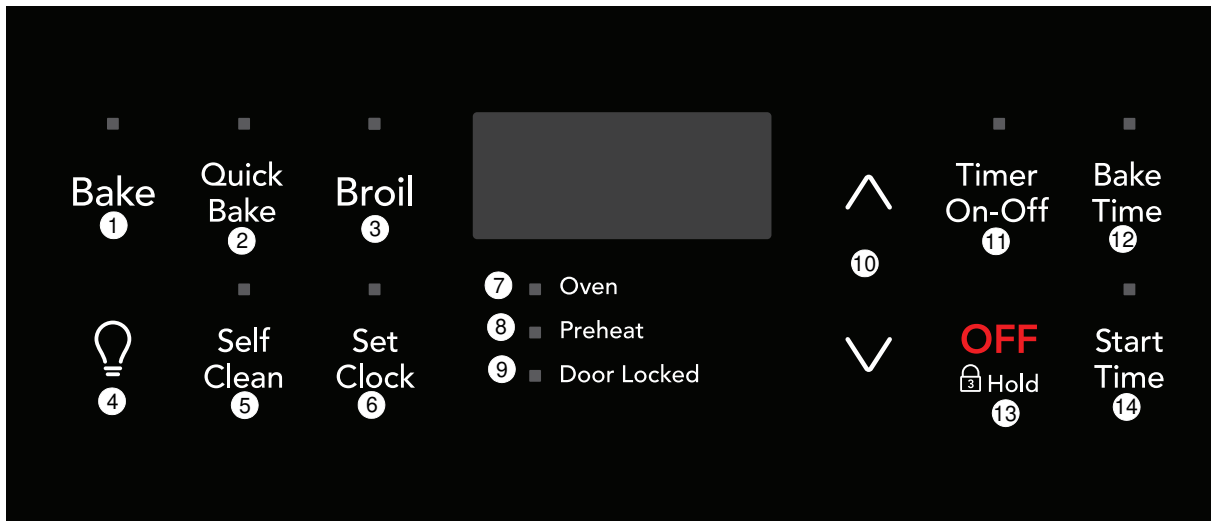 Bake
1
Quick
Bake
2
Broil
3
4
Self
Clean
5
Set
Clock
6
7 Oven
8 Preheat
9 Door Locked
10
Timer
On-Off
11
Bake
Time
12
OFF
3 Hold
13
Start
Time
14